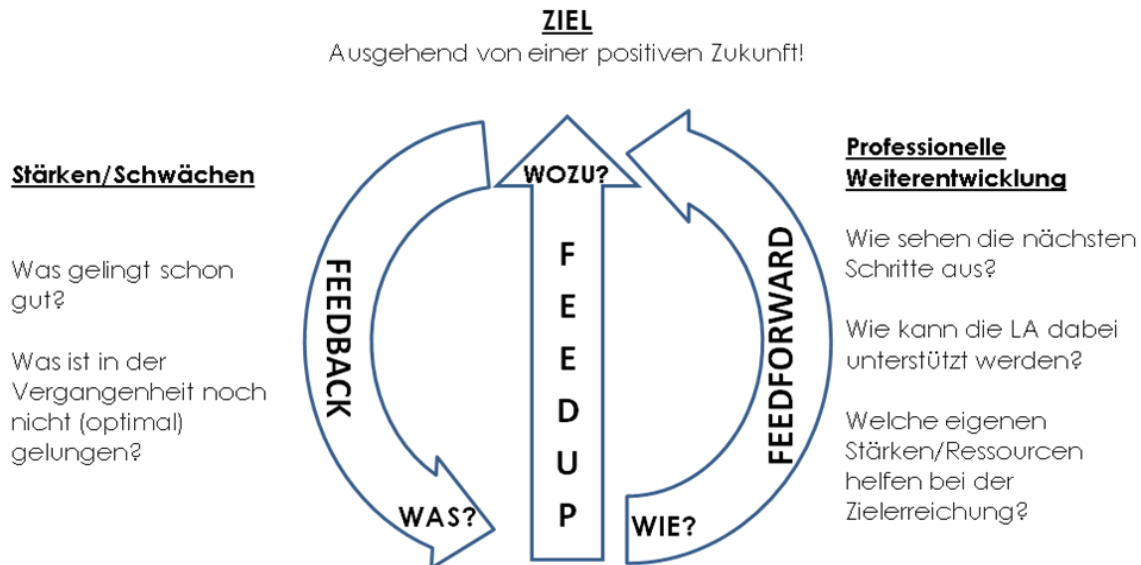 ZIEL
Ausgehend von einer positiven Zukunft!
Stärken/Schwächen
Was gelingt schon
gut?
Was ist in der
Vergangenheit noch
nicht (optimal)
gelungen?
FEEDBACK
WAS?
WOZU?
FEEDUP
FEEDFORWARD
WIE?
Professionelle
Weiterentwicklung
Wie sehen die nächsten
Schritte aus?
Wie kann die LA dabei
unterstützt werden?
Welche eigenen
Stärken/Ressourcen
helfen bei der
Zielerreichung?